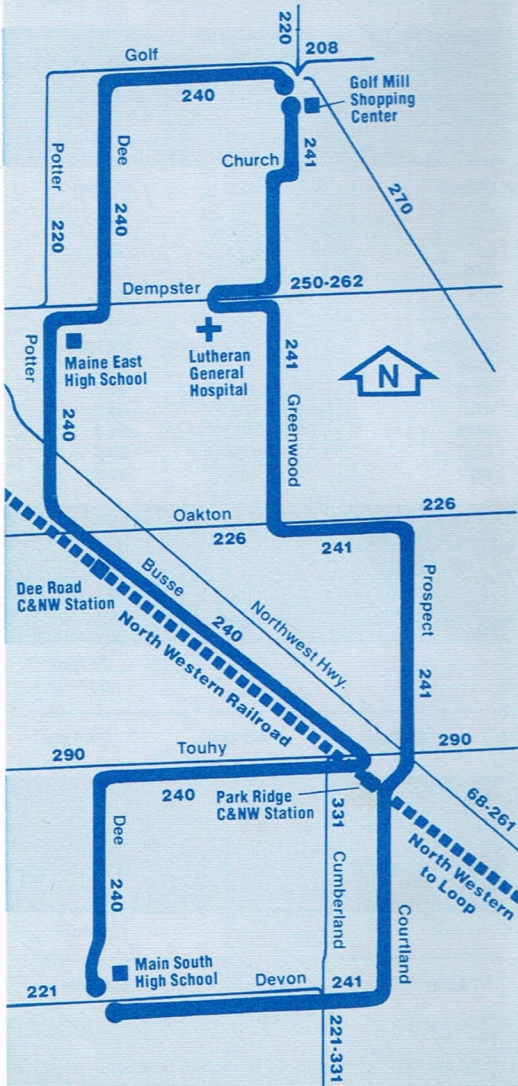 220
208
Golf
240
Golf Mill
Shopping
Center
Dee
Potter
Church
241
270
240
220
Dempster
250-262
Potter
Maine East
High School
Lutheran
General
Hospital
241
N
240
Greenwood
Oakton
226
226
241
Dee Road
C&NW Station
Busse
Prospect
240
Northwest Hwy.
North Western Railroad
241
290
Touhy
290
240
Park Ridge
C&NW Station
331
68-261
Dee
Cumberland
North Western
to Loop
240
Courtland
Main South
High School
Devon
241
221
221-331